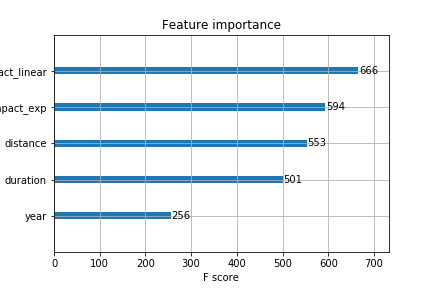 Feature importance
act_linear
666
pact_exp
594
distance
553
duration
501
year
256
0 100 200 300 400 500 600 700
F score